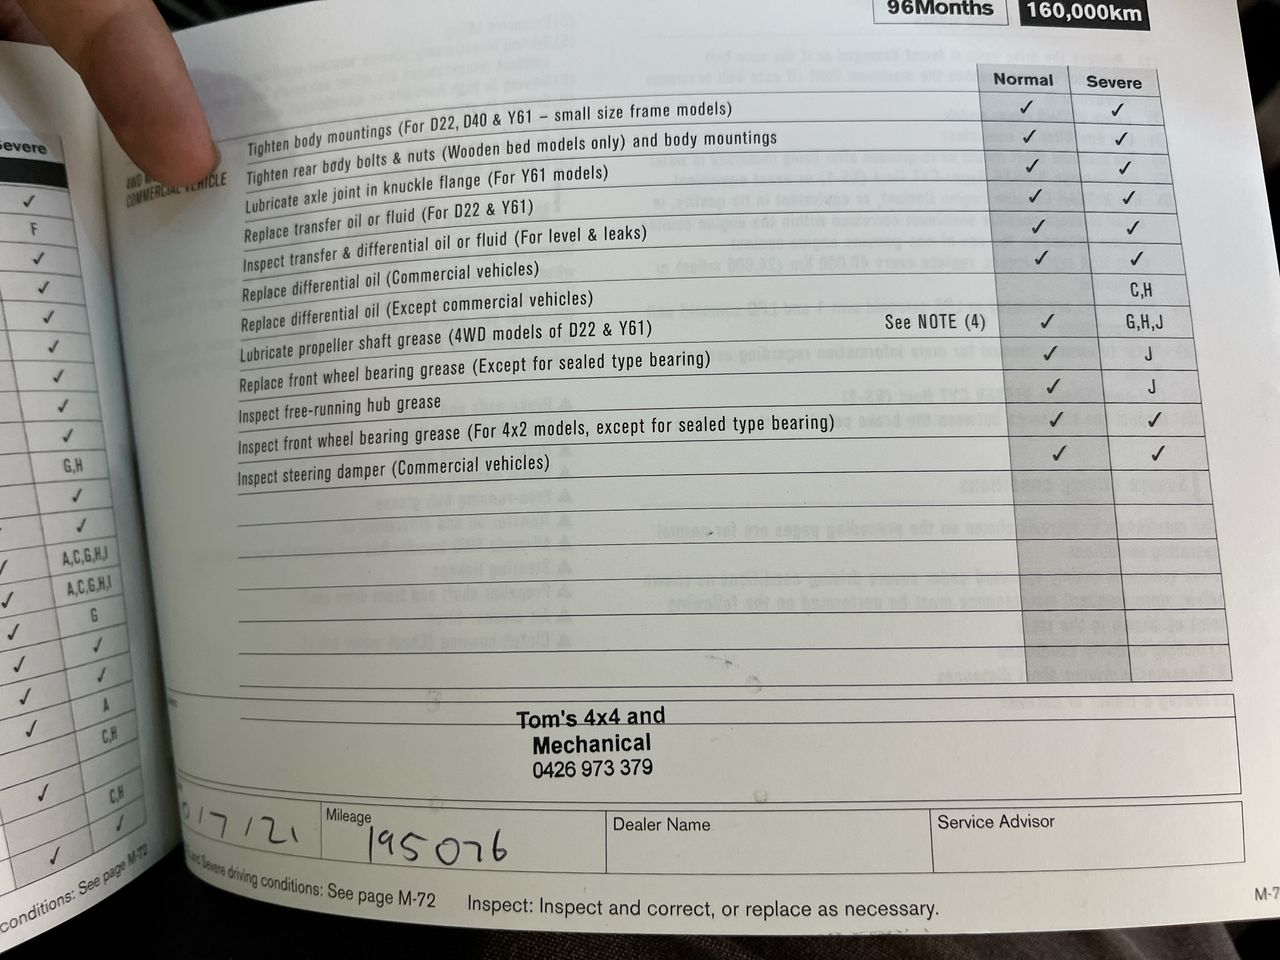 96Months 160,000km
Normal Severe
Severe
COMMERCIAL VEHICLE
Tighten body mountings (For D22, D40 & Y61 – small size frame models) ✓ ✓
Tighten rear body bolts & nuts (Wooden bed models only) and body mountings ✓ ✓
Lubricate axle joint in knuckle flange (For Y61 models) ✓ ✓
Replace transfer oil or fluid (For D22 & Y61) ✓ ✓
Inspect transfer & differential oil or fluid (For level & leaks) ✓ ✓
Replace differential oil (Commercial vehicles) ✓ ✓
Replace differential oil (Except commercial vehicles) C,H
Lubricate propeller shaft grease (4WD models of D22 & Y61) See NOTE (4) ✓ G,H,J
Replace front wheel bearing grease (Except for sealed type bearing) ✓ J
Inspect free-running hub grease ✓ J
Inspect front wheel bearing grease (For 4x2 models, except for sealed type bearing) ✓ ✓
Inspect steering damper (Commercial vehicles) ✓ ✓
✓
F
✓
✓
✓
✓
✓
✓
✓
G,H
✓
✓
✓ A,C,G,H,I
✓ A,C,G,H,I
✓ G
✓ ✓
✓ ✓
✓ A
C,H
✓ C,H
✓
✓
Tom's 4x4 and
Mechanical
0426 973 379
/7/21 Mileage 195076 Dealer Name Service Advisor
Severe driving conditions: See page M-72 Inspect: Inspect and correct, or replace as necessary.
conditions: See page M-72